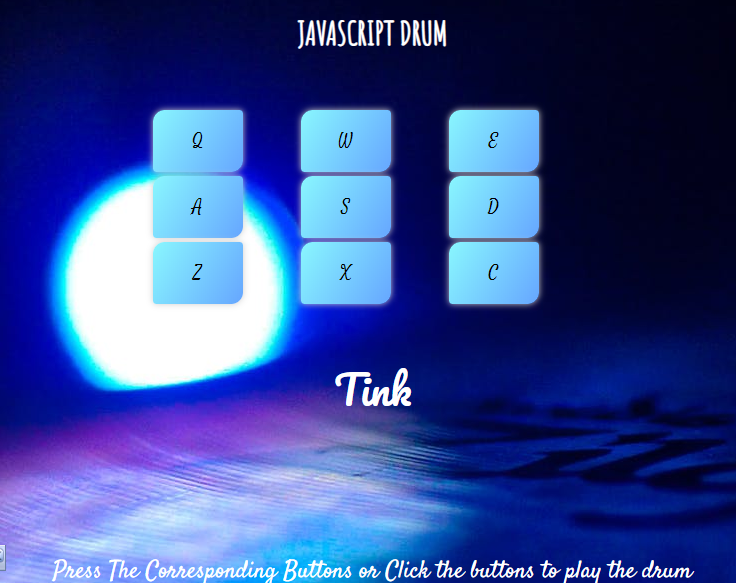 JAVASCRIPT DRUM
Q W E
A S D
Z X C
Tink
Press The Corresponding Buttons or Click the buttons to play the drum